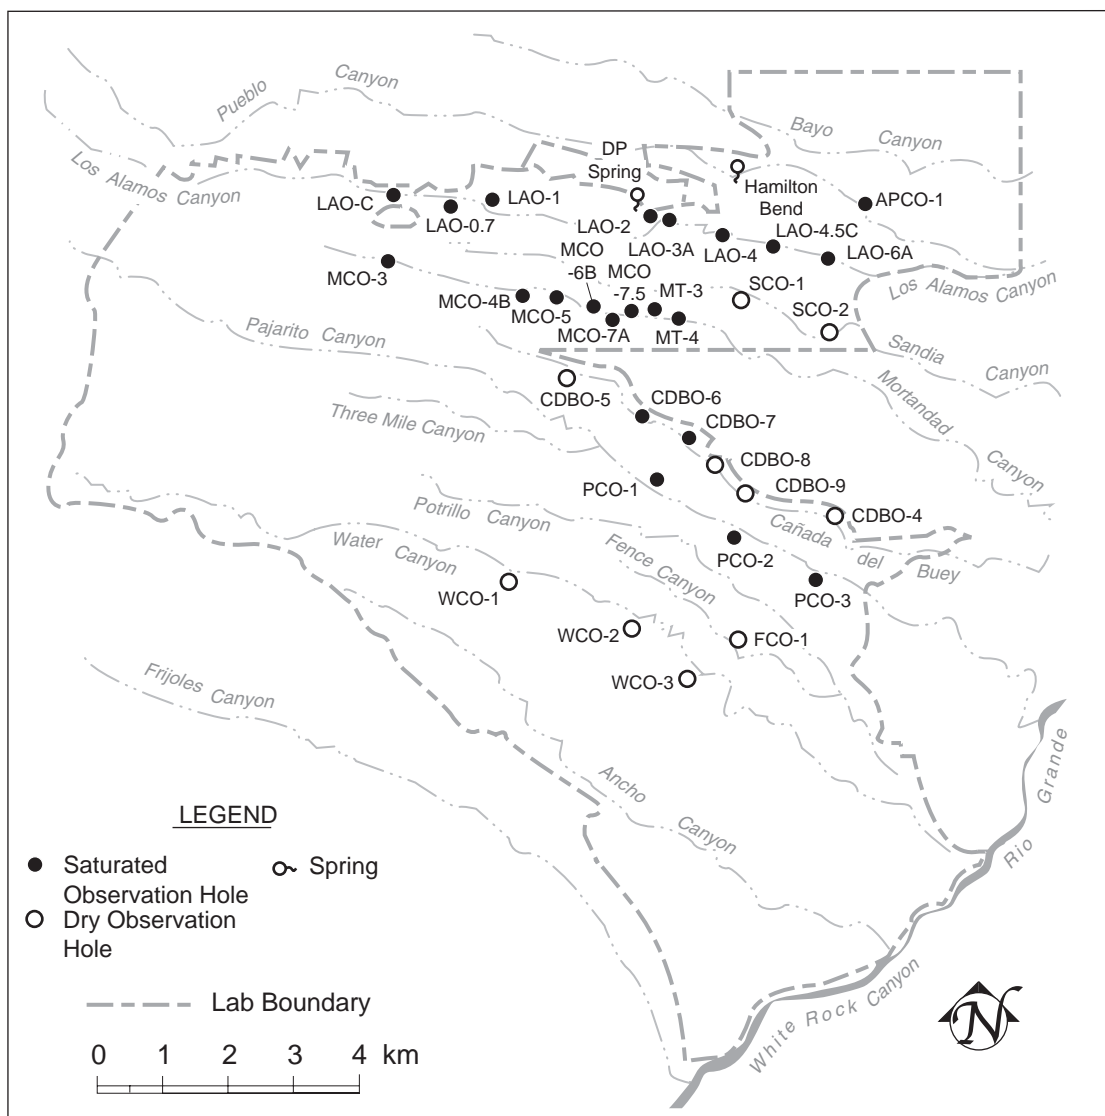 Pueblo Canyon
Bayo Canyon
DP
Spring
Los Alamos Canyon
Hamilton
Bend
LAO-C
LAO-0.7
LAO-1
LAO-2
LAO-3A
LAO-4
LAO-4.5C
APCO-1
LAO-6A
MCO-3
MCO-4B
MCO-5
MCO
-6B
MCO
-7.5
MCO-7A
MT-3
MT-4
SCO-1
SCO-2
Los Alamos Canyon
Sandia Canyon
Mortandad Canyon
Pajarito Canyon
CDBO-5
CDBO-6
CDBO-7
CDBO-8
CDBO-9
CDBO-4
Three Mile Canyon
PCO-1
PCO-2
PCO-3
Cañada del Buey
Potrillo Canyon
Water Canyon
Fence Canyon
WCO-1
WCO-2
WCO-3
FCO-1
Frijoles Canyon
Ancho Canyon
Rio Grande
White Rock Canyon
LEGEND
Saturated
Observation Hole
Spring
Dry Observation
Hole
Lab Boundary
0 1 2 3 4 km
N